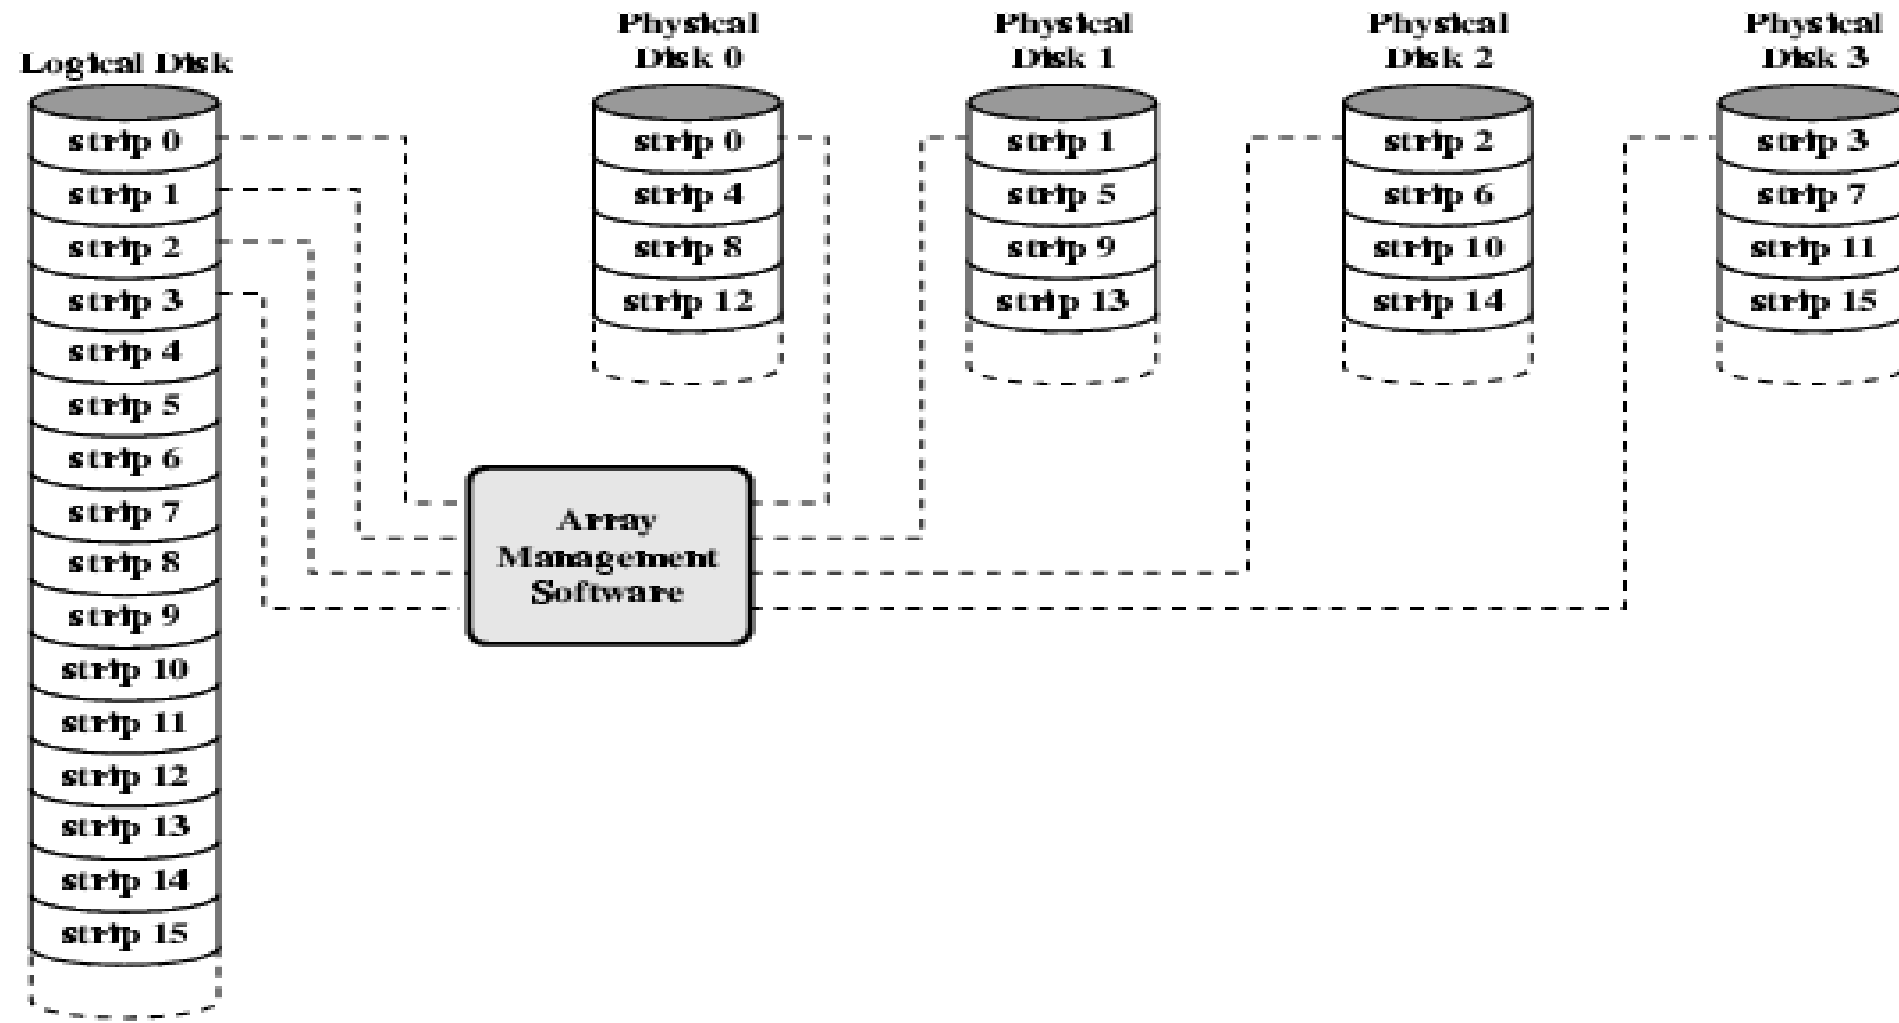 Logical Disk
strip 0
strip 1
strip 2
strip 3
strip 4
strip 5
strip 6
strip 7
strip 8
strip 9
strip 10
strip 11
strip 12
strip 13
strip 14
strip 15
Physical
Disk 0
strip 0
strip 4
strip 8
strip 12
Physical
Disk 1
strip 1
strip 5
strip 9
strip 13
Physical
Disk 2
strip 2
strip 6
strip 10
strip 14
Physical
Disk 3
strip 3
strip 7
strip 11
strip 15
Array
Management
Software